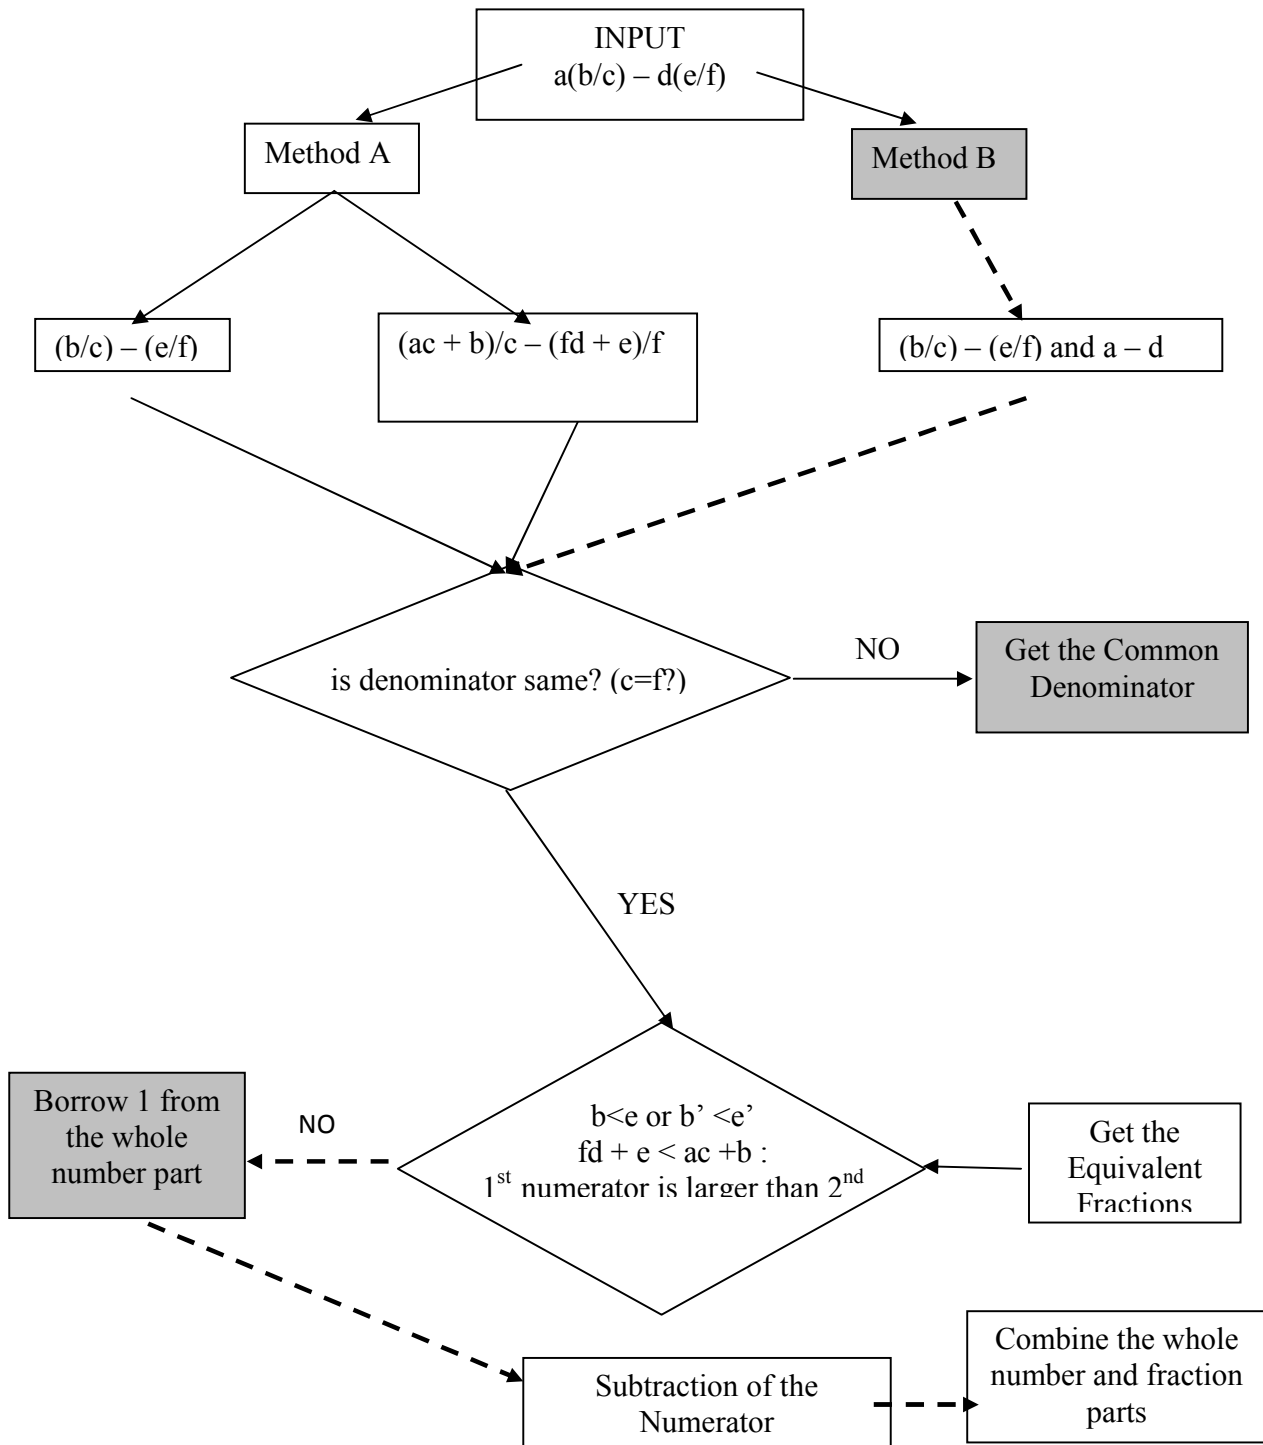 INPUT
a(b/c) – d(e/f)
Method A
Method B
(b/c) – (e/f)
(ac + b)/c – (fd + e)/f
(b/c) – (e/f) and a – d
is denominator same? (c=f?)
NO
Get the Common
Denominator
YES
Borrow 1 from
the whole
number part
NO
b<e or b’ <e’
fd + e < ac +b :
1st numerator is larger than 2nd
Get the
Equivalent
Fractions
Subtraction of the
Numerator
Combine the whole
number and fraction
parts